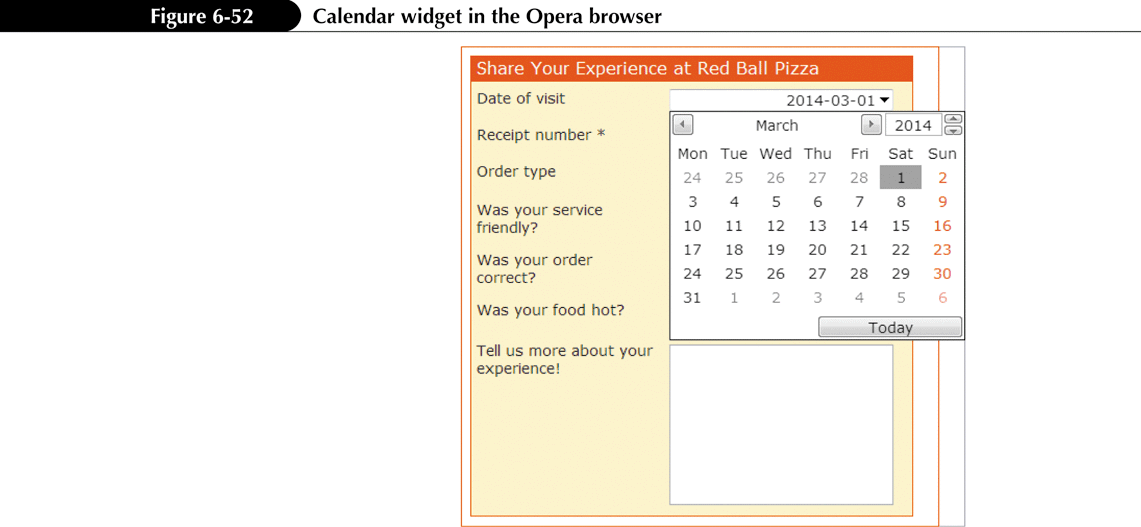 Figure 6-52 Calendar widget in the Opera browser
Share Your Experience at Red Ball Pizza
Date of visit 2014-03-01
Receipt number *
Order type
Was your service
friendly?
Was your order
correct?
Was your food hot?
Tell us more about your
experience!
March 2014
Mon Tue Wed Thu Fri Sat Sun
24 25 26 27 28 1 2
3 4 5 6 7 8 9
10 11 12 13 14 15 16
17 18 19 20 21 22 23
24 25 26 27 28 29 30
31 1 2 3 4 5 6
Today